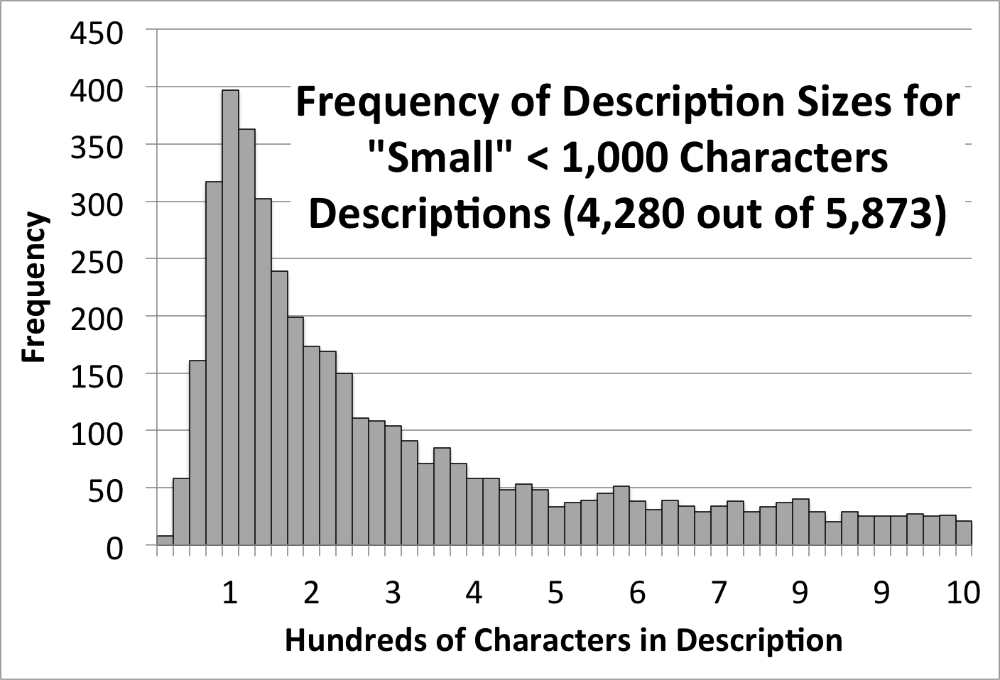 Frequency of Description Sizes for
"Small" < 1,000 Characters
Descriptions (4,280 out of 5,873)
Frequency
450
400
350
300
250
200
150
100
50
0
1 2 3 4 5 6 7 9 9 10
Hundreds of Characters in Description